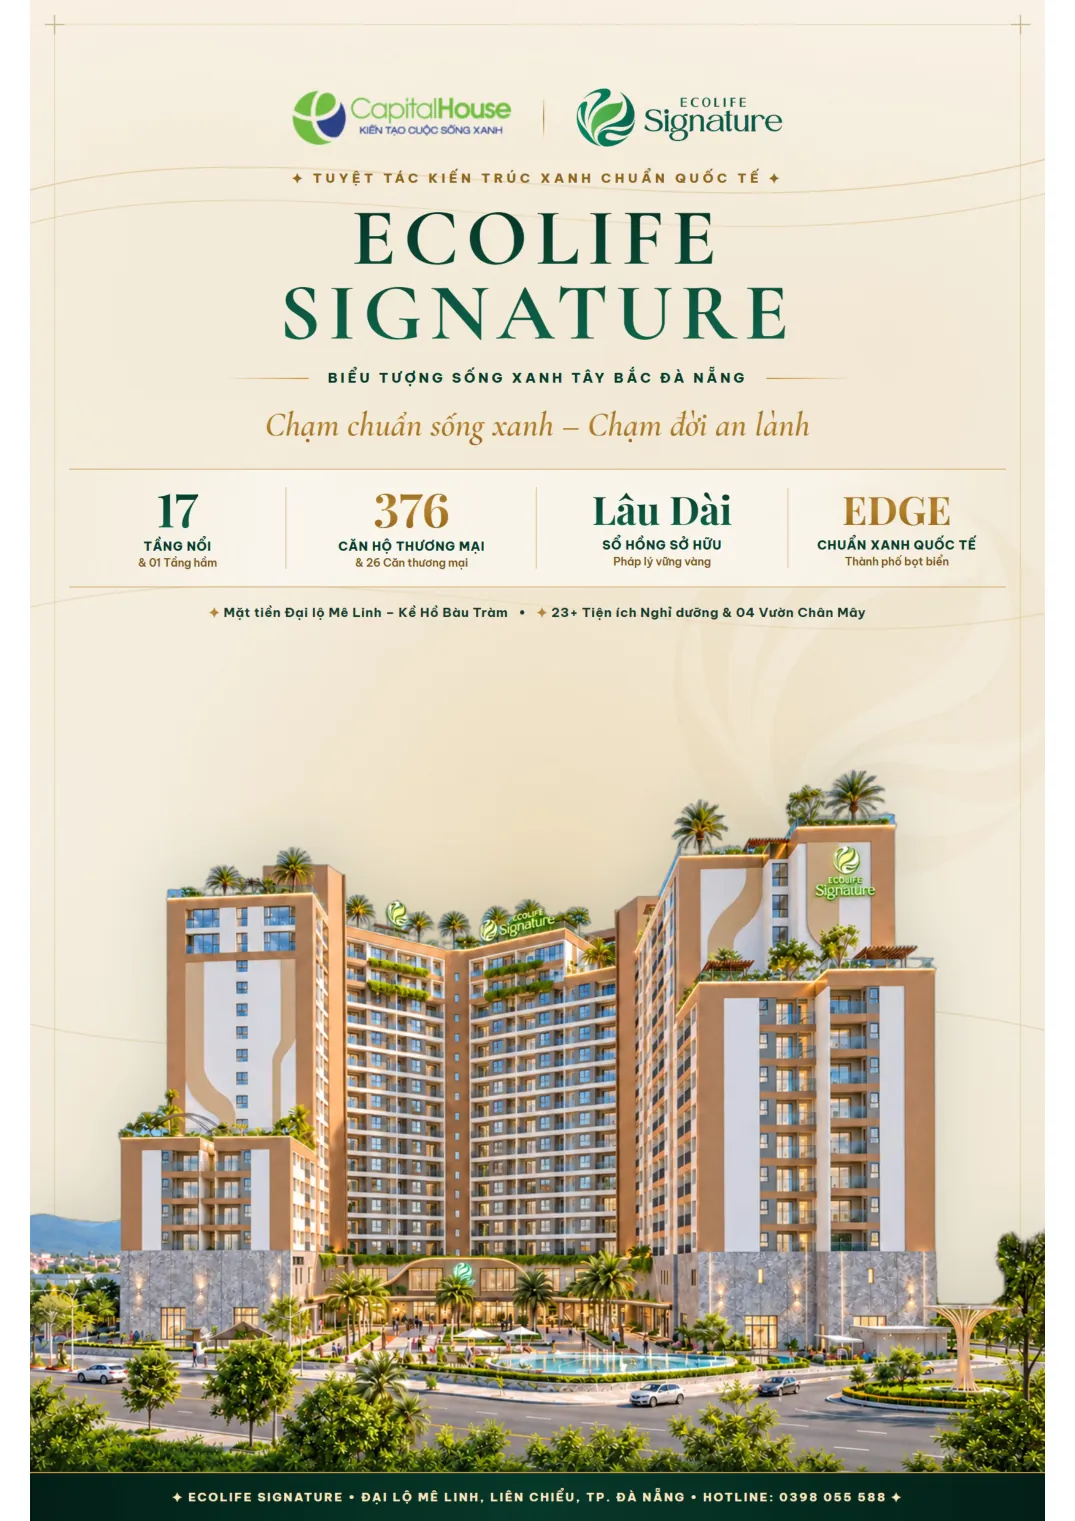 CapitalHouse
KIẾN TẠO CUỘC SỐNG XANH
ECOLIFE
Signature
✦ TUYỆT TÁC KIẾN TRÚC XANH CHUẨN QUỐC TẾ ✦
ECOLIFE
SIGNATURE
BIỂU TƯỢNG SỐNG XANH TÂY BẮC ĐÀ NẴNG
Chạm chuẩn sống xanh – Chạm đời an lành
17
TẦNG NỔI
& 01 Tầng hầm
376
CĂN HỘ THƯƠNG MẠI
& 26 Căn thương mại
Lâu Dài
SỔ HỒNG SỞ HỮU
Pháp lý vững vàng
EDGE
CHUẨN XANH QUỐC TẾ
Thành phố bọt biển
✦ Mặt tiền Đại lộ Mê Linh – Kề Hồ Bàu Tràm • ✦ 23+ Tiện ích Nghỉ dưỡng & 04 Vườn Chân Mây
ECOLIFE
Signature
ECOLIFE
Signature
✦ ECOLIFE SIGNATURE • ĐẠI LỘ MÊ LINH, LIÊN CHIỂU, TP. ĐÀ NẴNG • HOTLINE: 0398 055 588 ✦